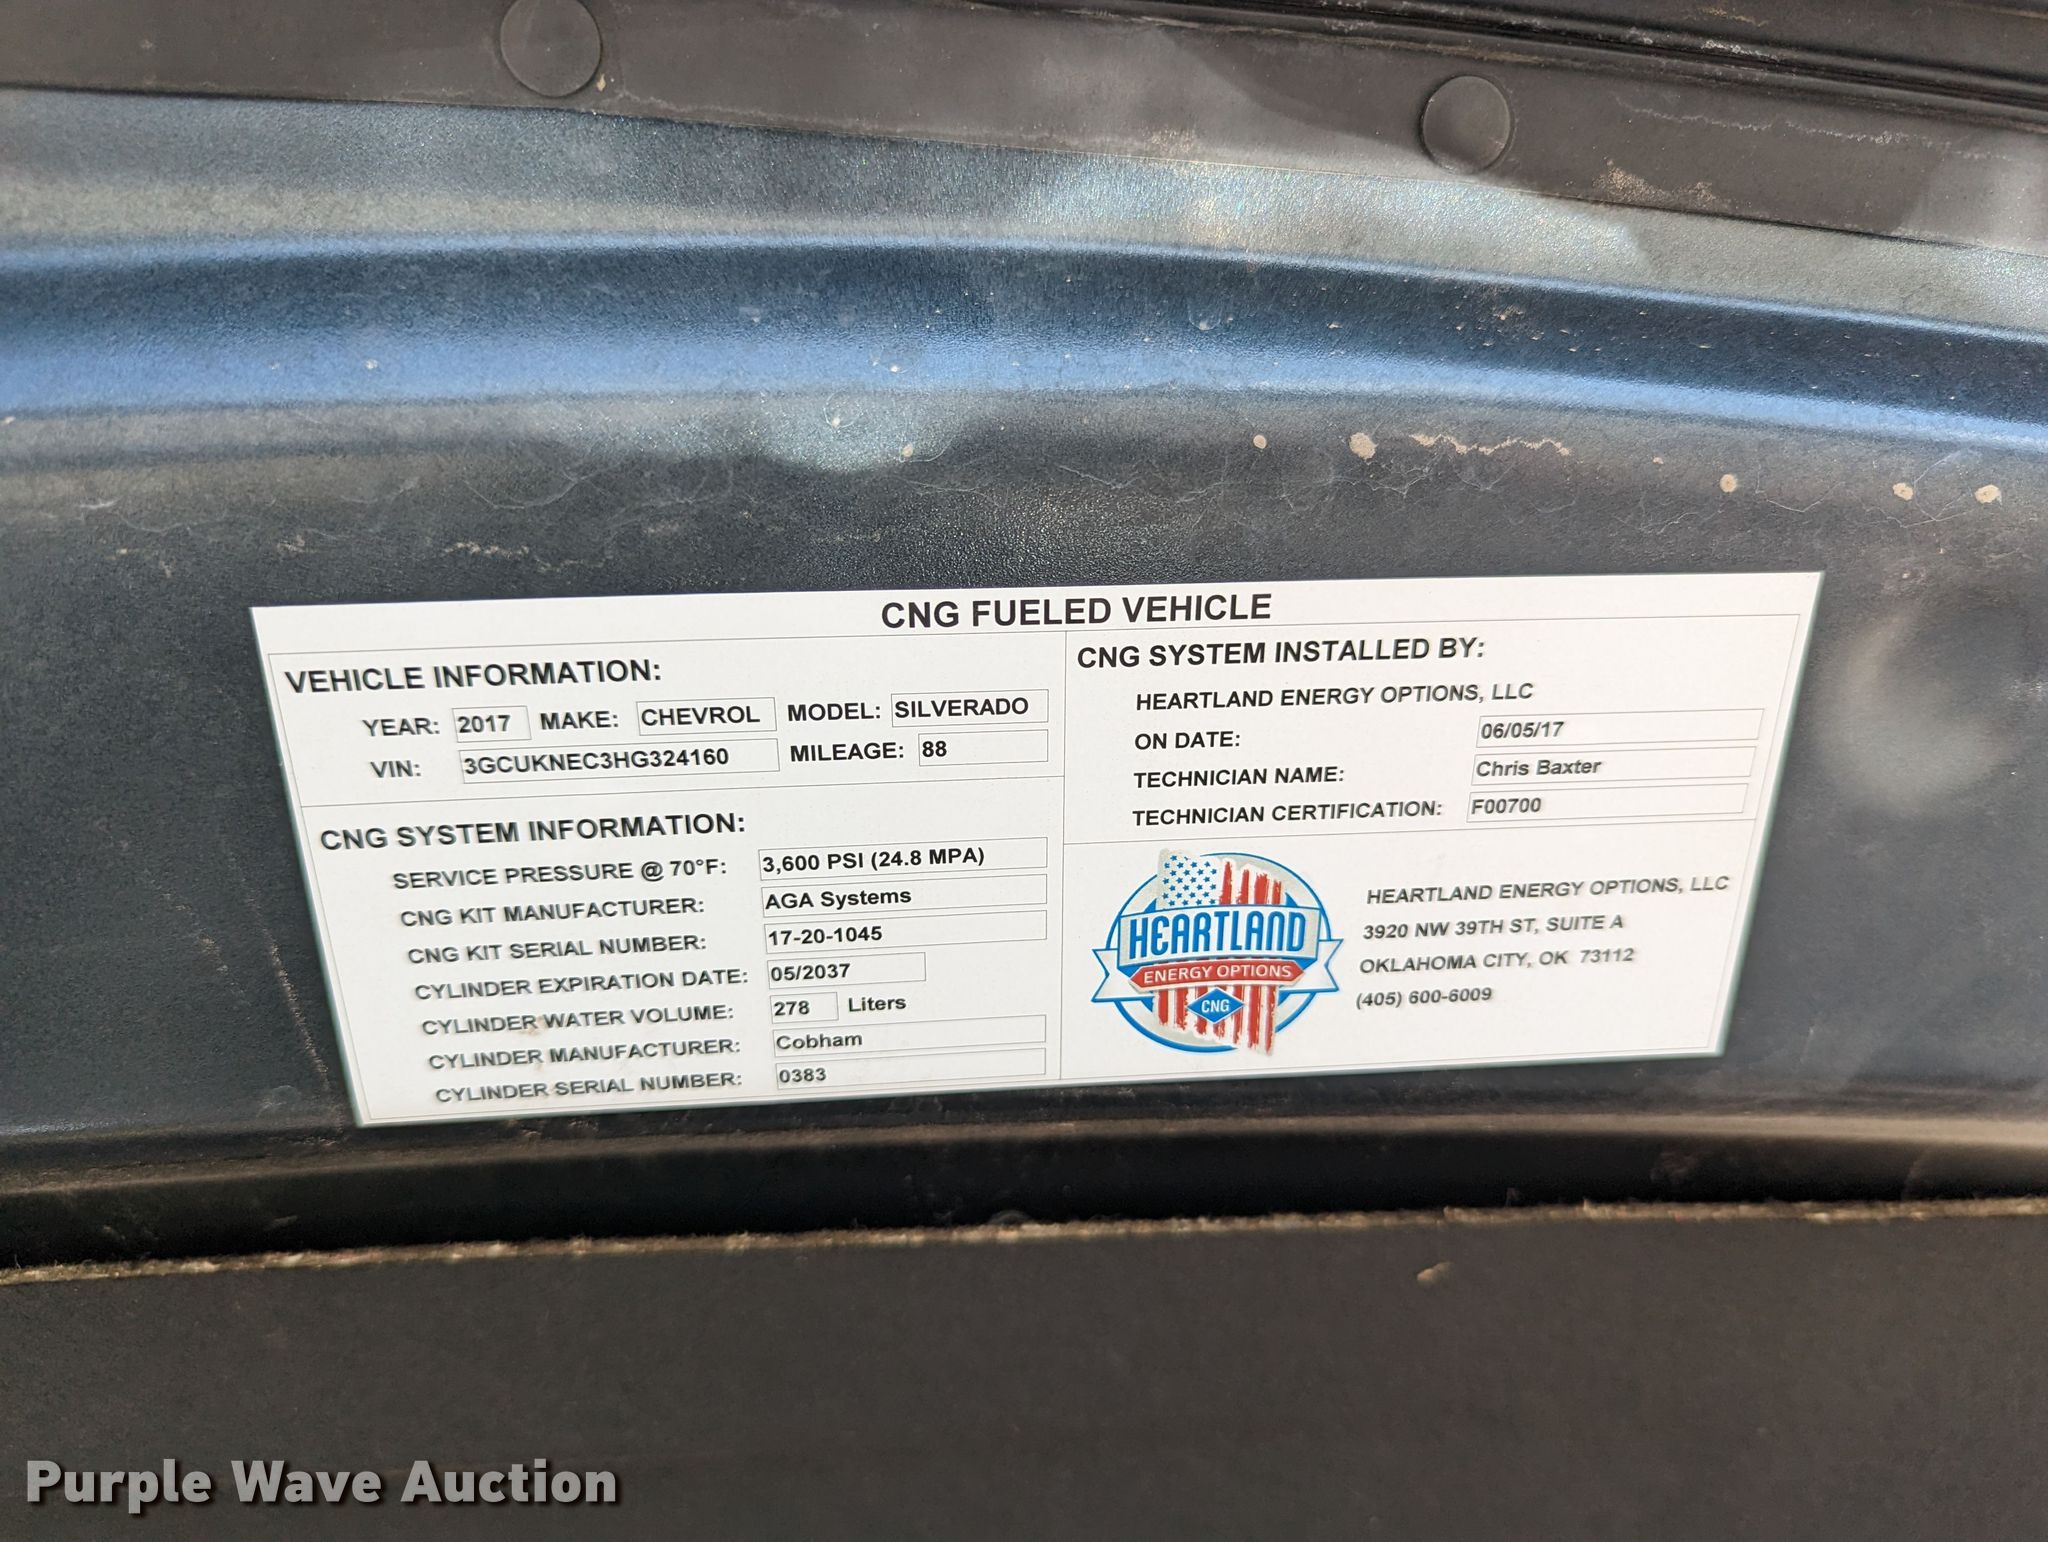 CNG FUELED VEHICLE
VEHICLE INFORMATION:
YEAR: 2017 MAKE: CHEVROL MODEL: SILVERADO
VIN: 3GCUKNEC3HG324160 MILEAGE: 88
CNG SYSTEM INFORMATION:
SERVICE PRESSURE @ 70°F: 3,600 PSI (24.8 MPA)
CNG KIT MANUFACTURER: AGA Systems
CNG KIT SERIAL NUMBER: 17-20-1045
CYLINDER EXPIRATION DATE: 05/2037
CYLINDER WATER VOLUME: 278 Liters
CYLINDER MANUFACTURER: Cobham
CYLINDER SERIAL NUMBER: 0383
CNG SYSTEM INSTALLED BY:
HEARTLAND ENERGY OPTIONS, LLC
ON DATE: 06/05/17
TECHNICIAN NAME: Chris Baxter
TECHNICIAN CERTIFICATION: F00700
HEARTLAND
ENERGY OPTIONS
CNG
HEARTLAND ENERGY OPTIONS, LLC
3920 NW 39TH ST, SUITE A
OKLAHOMA CITY, OK 73112
(405) 600-6009
Purple Wave Auction